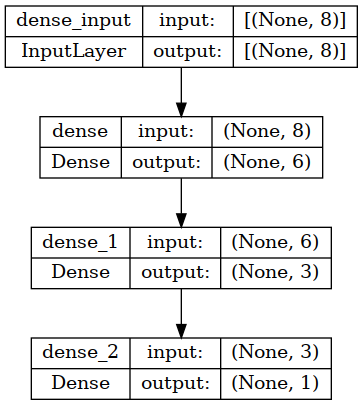 dense_input input: [(None, 8)]
InputLayer output: [(None, 8)]
dense input: (None, 8)
Dense output: (None, 6)
dense_1 input: (None, 6)
Dense output: (None, 3)
dense_2 input: (None, 3)
Dense output: (None, 1)